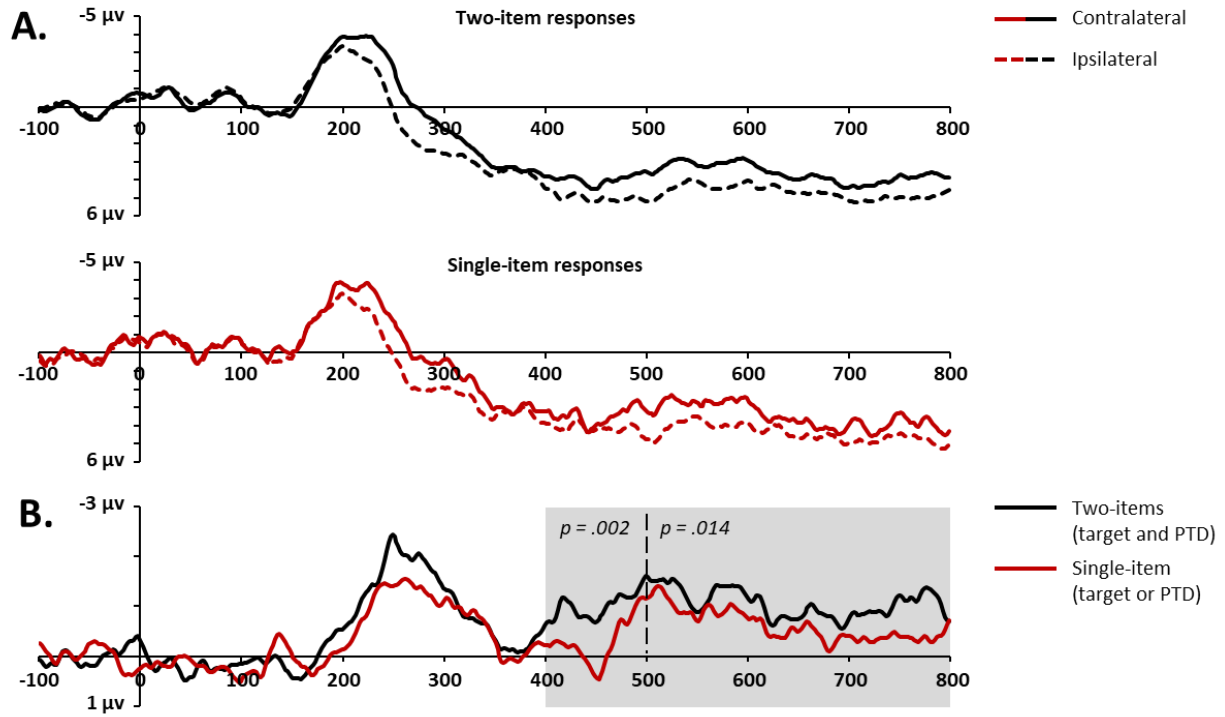 A.
-5 µv
Two-item responses
Contralateral
Ipsilateral
-100 0 100 200 300 400 500 600 700 800
6 µv
-5 µv
Single-item responses
-100 0 100 200 300 400 500 600 700 800
6 µv
B.
-3 µv
p = .002
p = .014
Two-items
(target and PTD)
Single-item
(target or PTD)
-100 0 100 200 300 400 500 600 700 800
1 µv